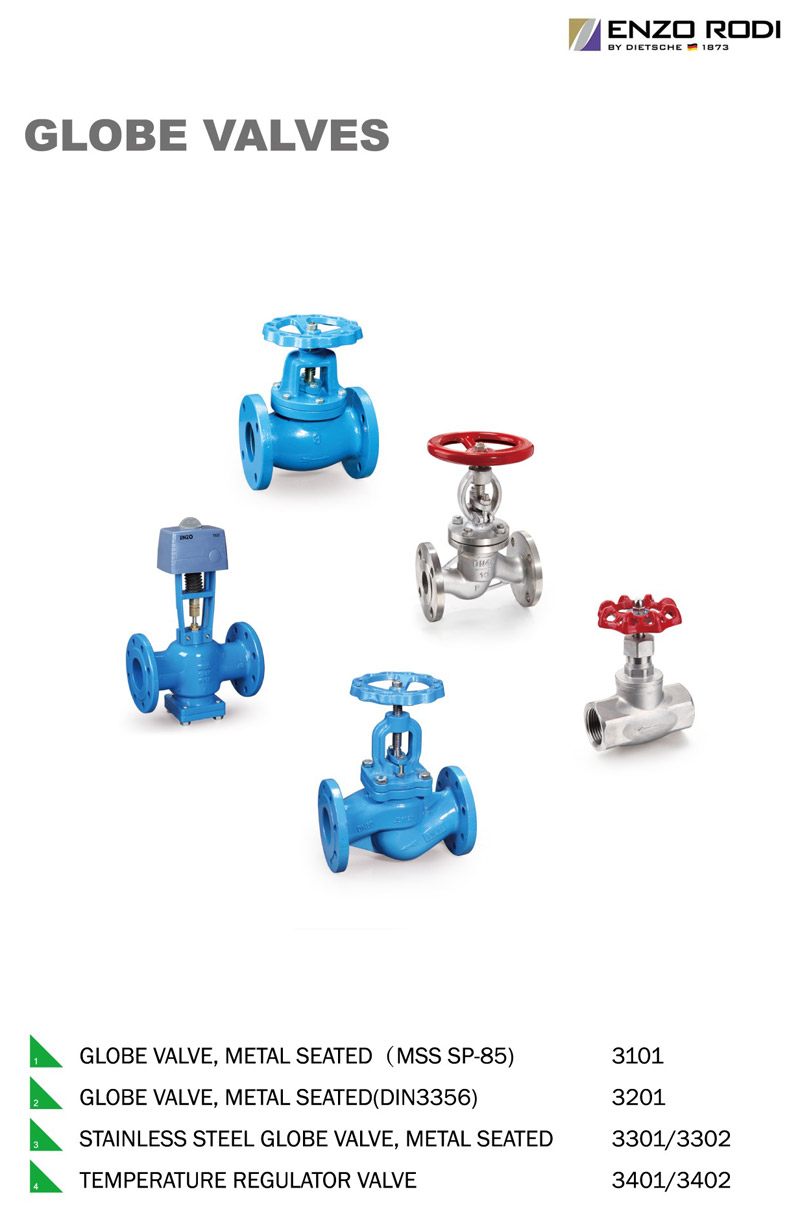 ENZO RODI
BY DIETSCHE 1873
GLOBE VALVES
ENZO
1 GLOBE VALVE, METAL SEATED（MSS SP-85) 3101
2 GLOBE VALVE, METAL SEATED(DIN3356) 3201
3 STAINLESS STEEL GLOBE VALVE, METAL SEATED 3301/3302
4 TEMPERATURE REGULATOR VALVE 3401/3402